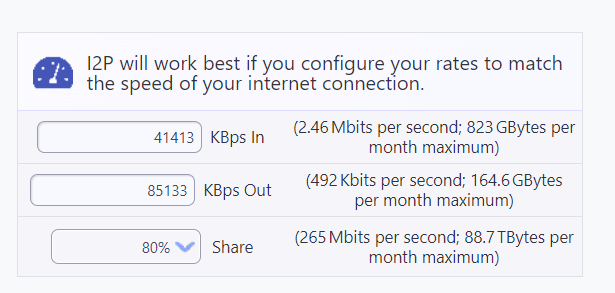 I2P will work best if you configure your rates to match
the speed of your internet connection.
41413 KBps In (2.46 Mbits per second; 823 GBytes per
month maximum)
85133 KBps Out (492 Kbits per second; 164.6 GBytes
per month maximum)
80% Share (265 Mbits per second; 88.7 TBytes per
month maximum)